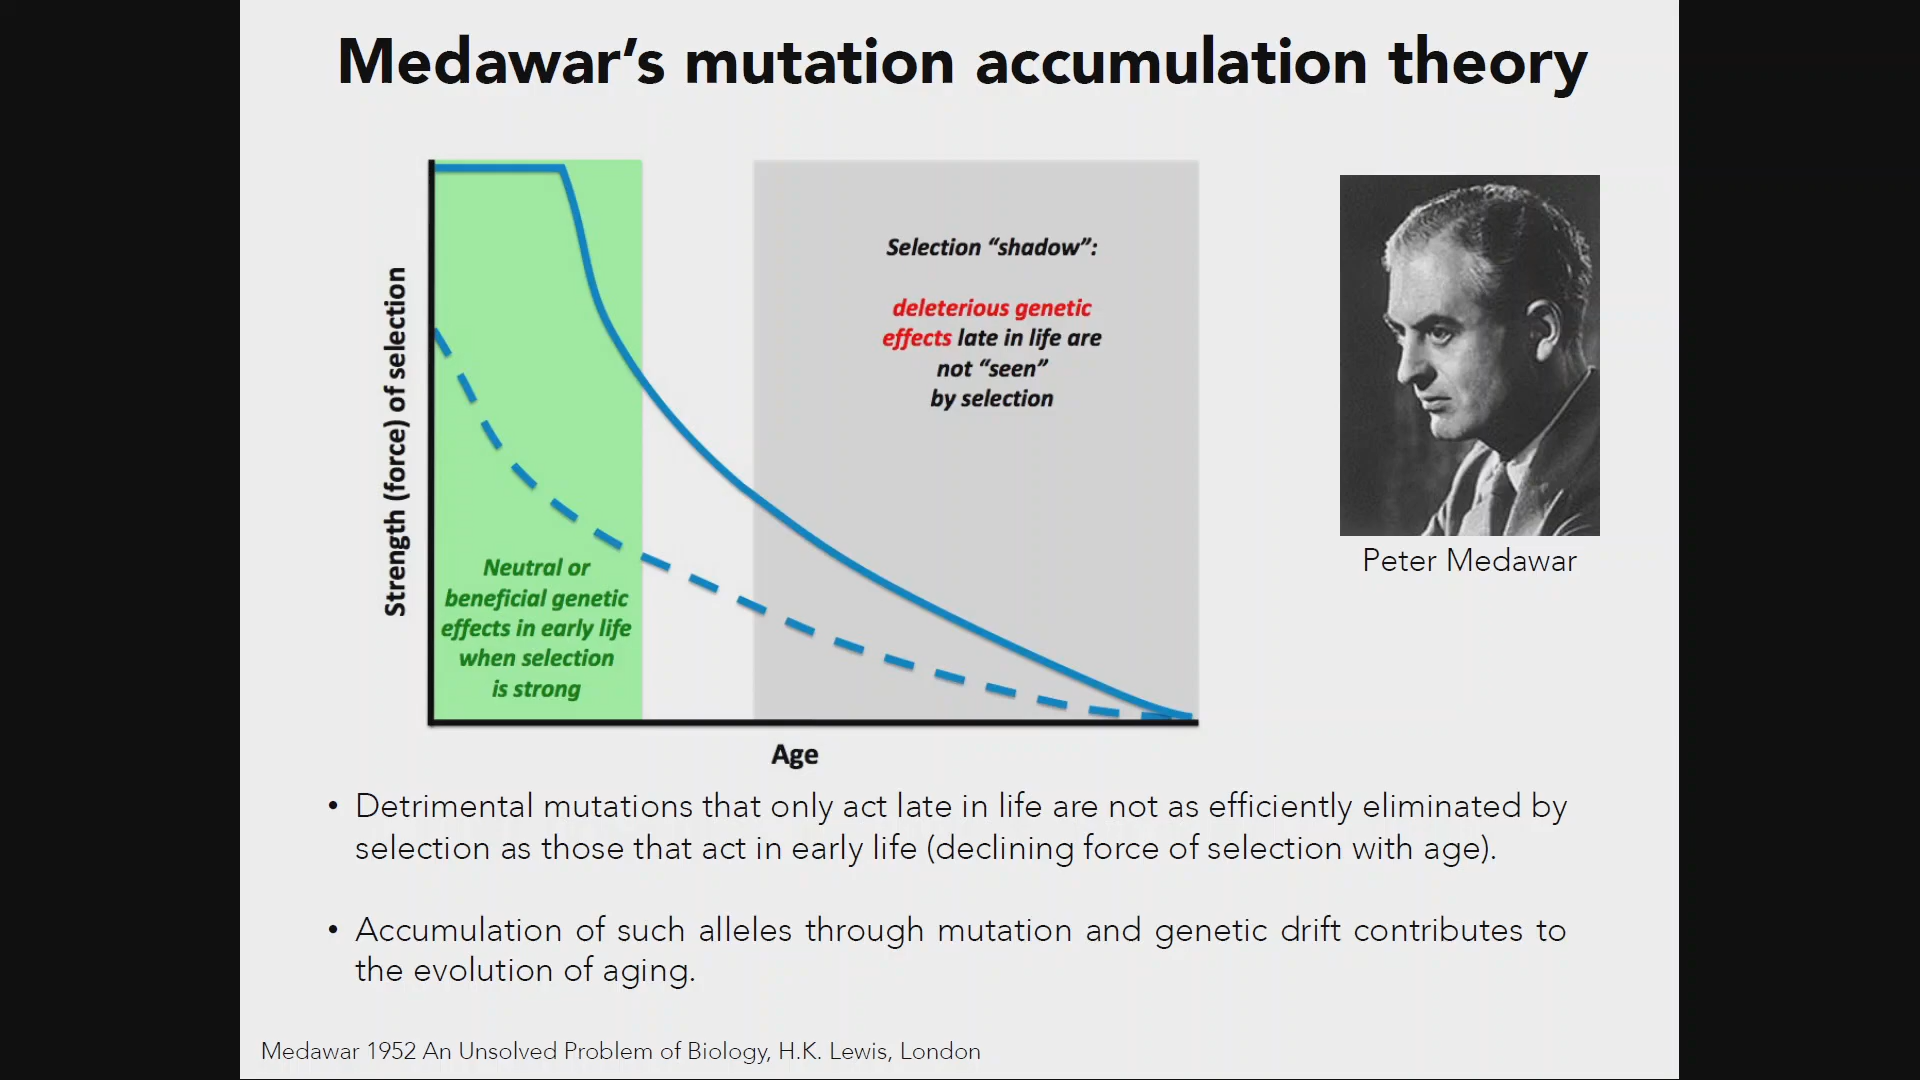 Medawar’s mutation accumulation theory
Strength (force) of selection
Selection “shadow”:
deleterious genetic
effects late in life are
not “seen”
by selection
Neutral or
beneficial genetic
effects in early life
when selection
is strong
Age
Peter Medawar
• Detrimental mutations that only act late in life are not as efficiently eliminated by
selection as those that act in early life (declining force of selection with age).
• Accumulation of such alleles through mutation and genetic drift contributes to
the evolution of aging.
Medawar 1952 An Unsolved Problem of Biology, H.K. Lewis, London